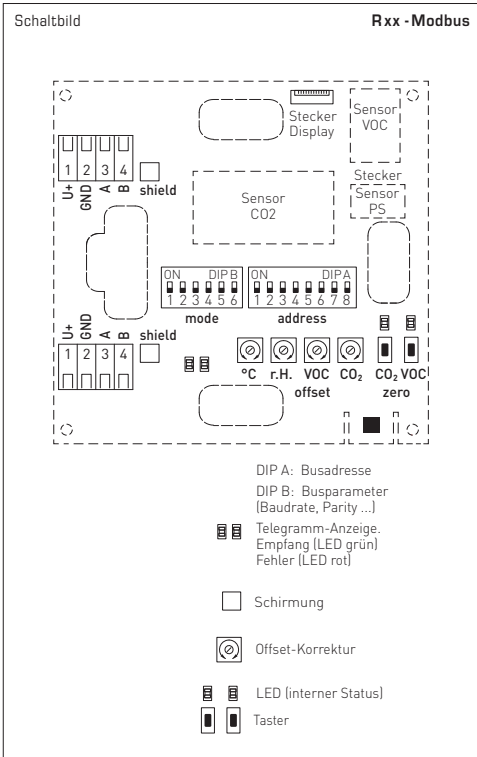 Schaltbild
Rxx - Modbus
Stecker
Display
Sensor
VOC
1 2 3 4
U+ GND A B
shield
Sensor
CO2
Stecker
Sensor
PS
ON DIP B
1 2 3 4 5 6
mode
ON DIP A
1 2 3 4 5 6 7 8
address
U+ GND A B
shield
1 2 3 4
°C r.H. VOC CO₂ CO₂ VOC
offset zero
DIP A: Busadresse
DIP B: Busparameter
(Baudrate, Parity ...)
Telegramm-Anzeige.
Empfang (LED grün)
Fehler (LED rot)
Schirmung
Offset-Korrektur
LED (interner Status)
Taster